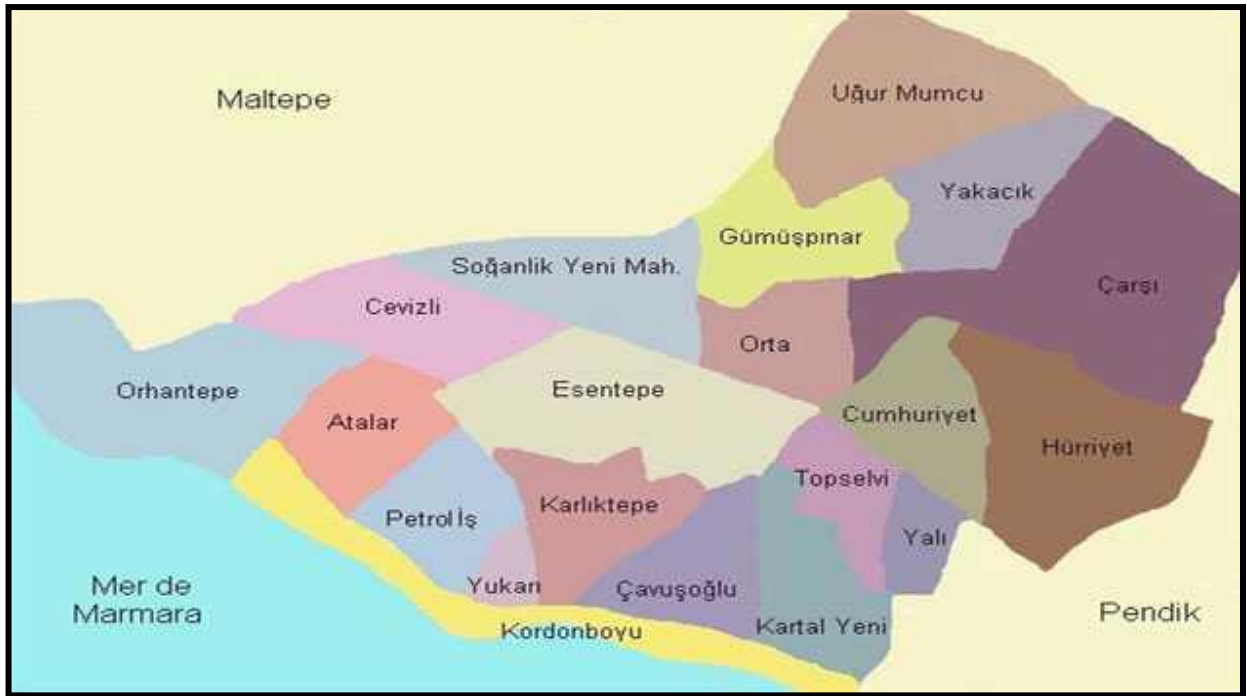 Uğur Mumcu
Maltepe
Yakacık
Gümüşpınar
Soğanlik Yeni Mah.
Çarşı
Cevizli
Orta
Orhantepe
Esentepe
Atalar
Cumhuriyet
Hürriyet
Topselvi
Karlıktepe
Petrol İş
Yalı
Mer de
Marmara
Yukarı
Çavuşoğlu
Pendik
Kordonboyu
Kartal Yeni